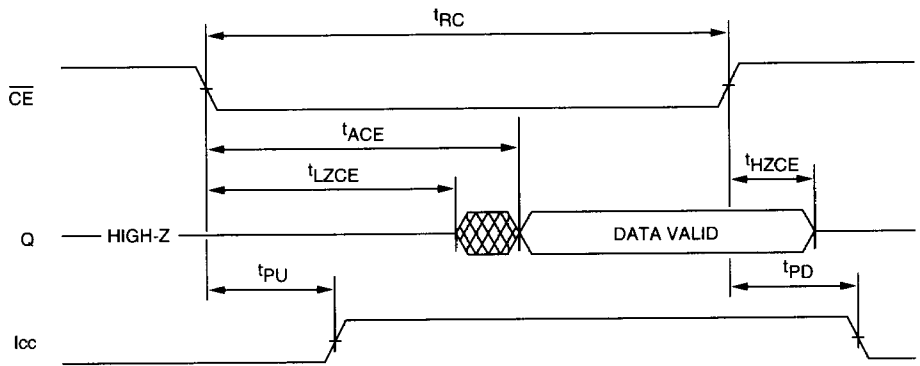 tRC
CE
tACE
tLZCE
tHZCE
Q
HIGH-Z
DATA VALID
tPU
tPD
Icc